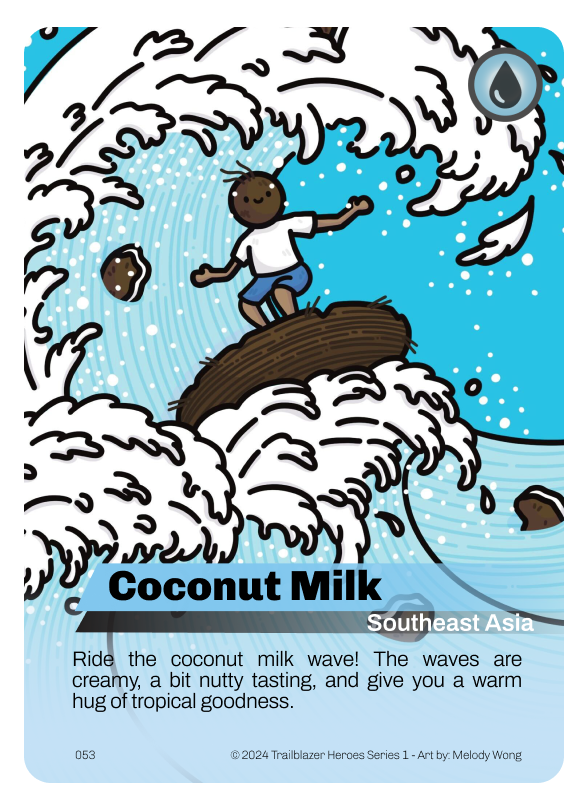 Coconut Milk
Southeast Asia
Ride the coconut milk wave! The waves are
creamy, a bit nutty tasting, and give you a warm
hug of tropical goodness.
053
© 2024 Trailblazer Heroes Series 1 - Art by: Melody Wong